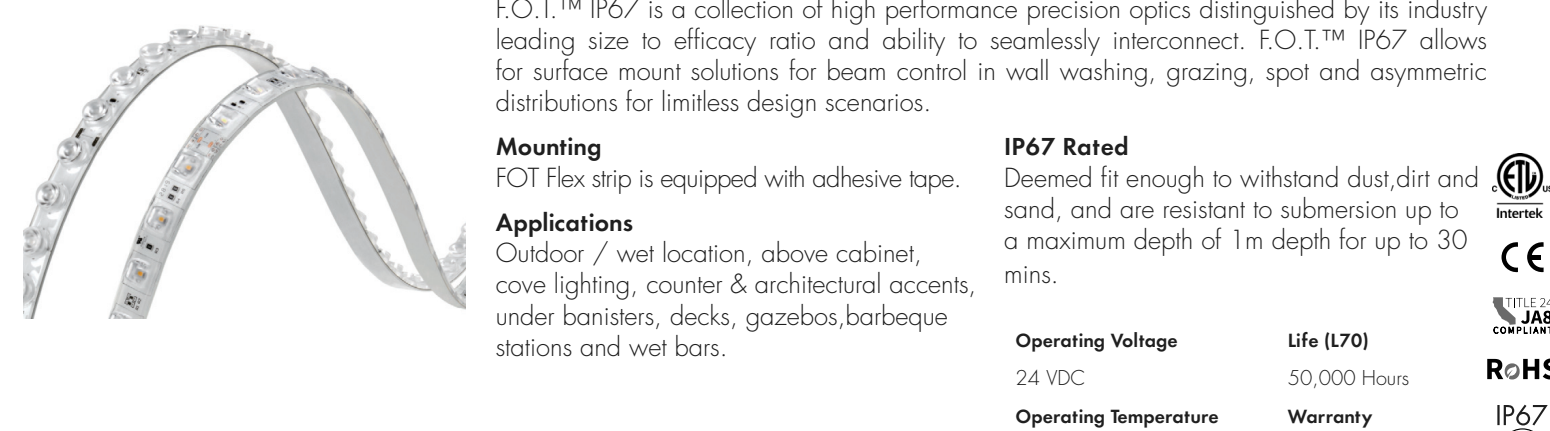 F.O.T.™ IP67 is a collection of high performance precision optics distinguished by its industry
leading size to efficacy ratio and ability to seamlessly interconnect. F.O.T.™ IP67 allows
for surface mount solutions for beam control in wall washing, grazing, spot and asymmetric
distributions for limitless design scenarios.
Mounting
FOT Flex strip is equipped with adhesive tape.
Applications
Outdoor / wet location, above cabinet,
cove lighting, counter & architectural accents,
under banisters, decks, gazebos,barbeque
stations and wet bars.
IP67 Rated
Deemed fit enough to withstand dust,dirt and
sand, and are resistant to submersion up to
a maximum depth of 1m depth for up to 30
mins.
Operating Voltage
Life (L70)
24 VDC
50,000 Hours
Operating Temperature
Warranty
C ETL US
LISTED
Intertek
CE
TITLE 24
JA8
COMPLIANT
RoHS
IP67